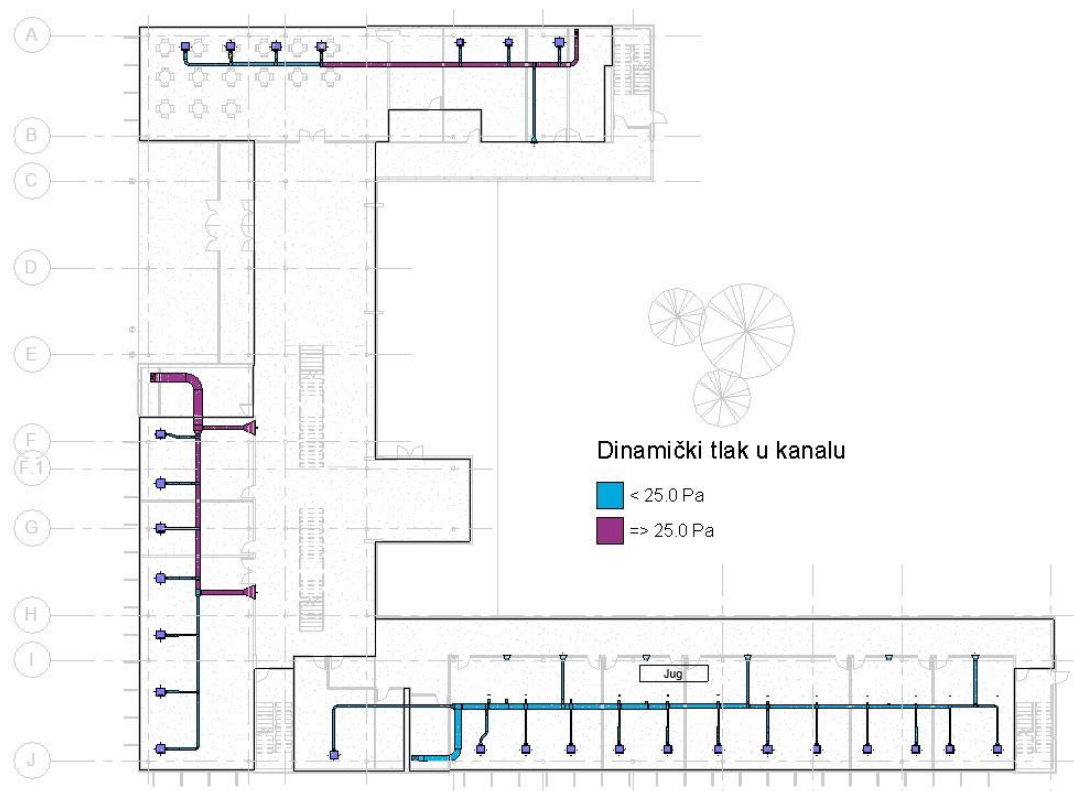 A
B
C
D
E
F
F.1
G
H
I
J
Dinamički tlak u kanalu
< 25.0 Pa
=> 25.0 Pa
Jug